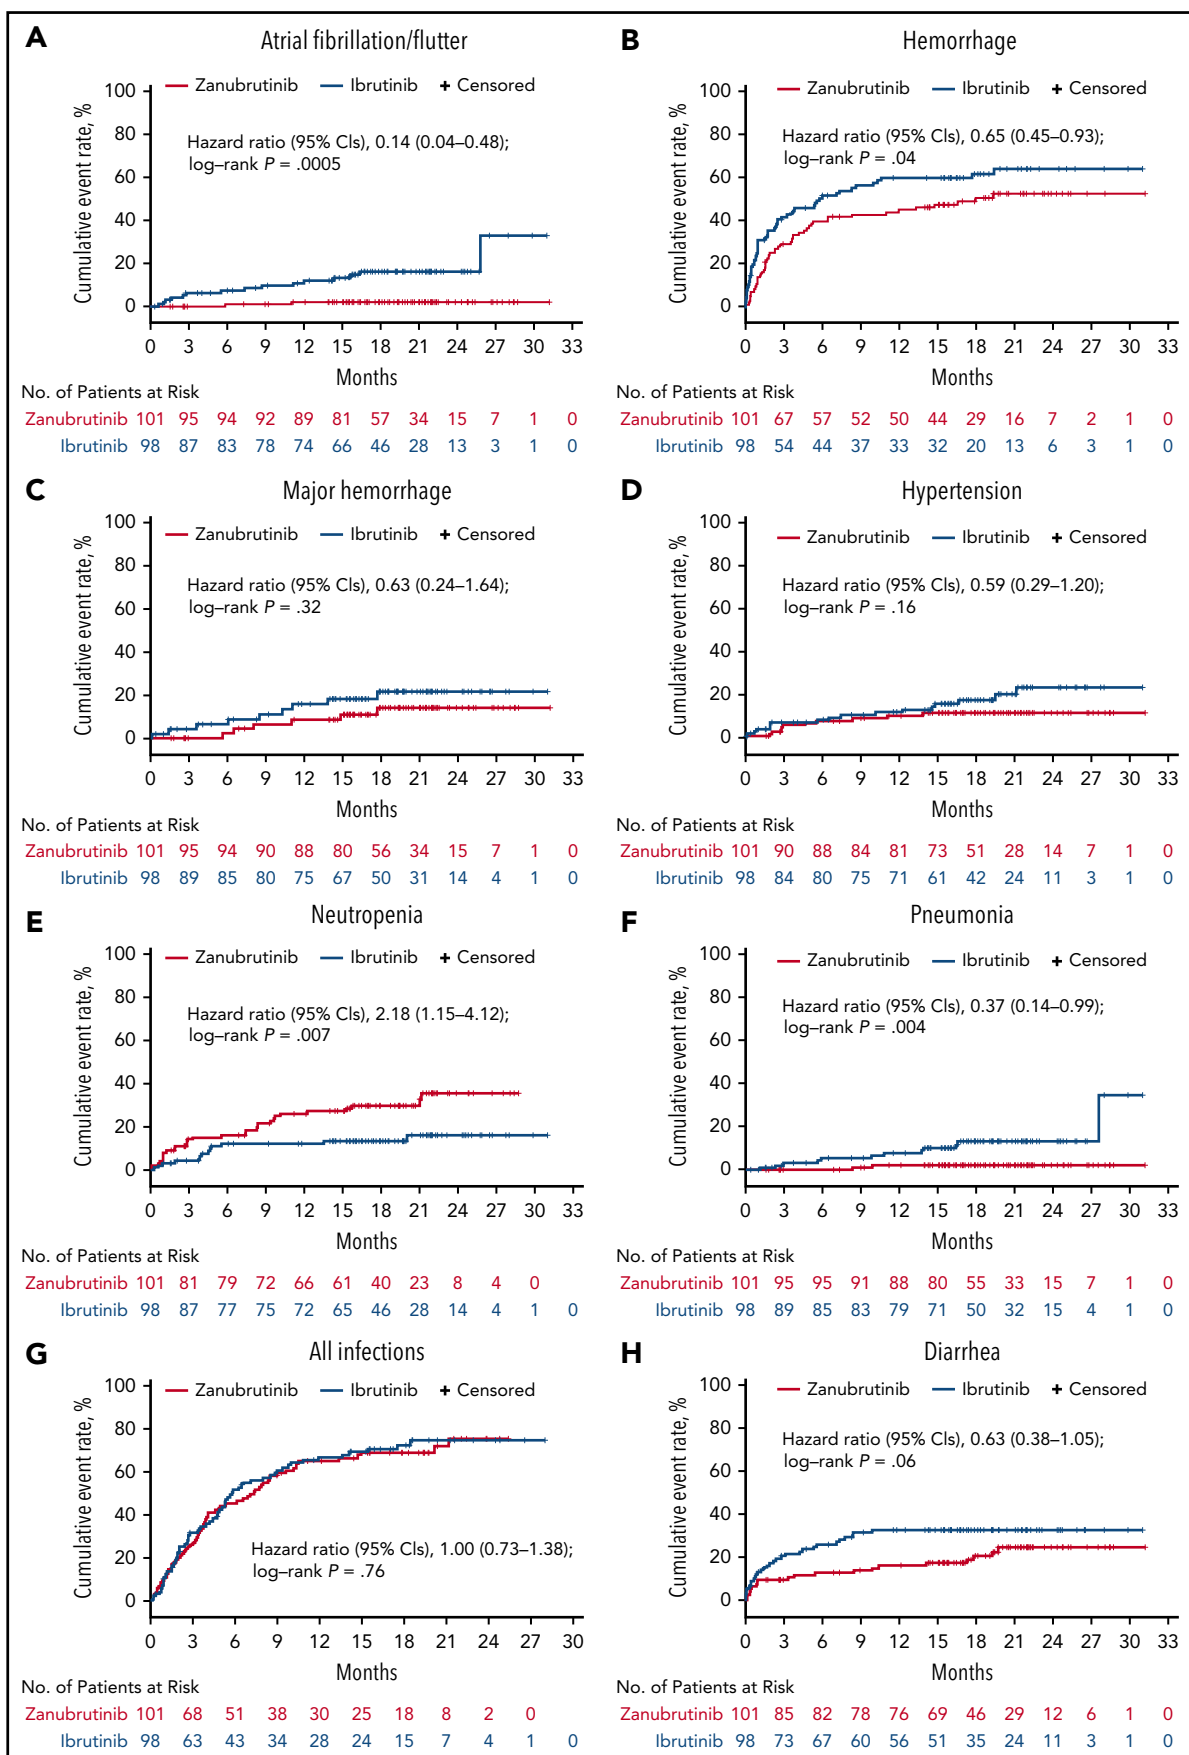 A
Atrial fibrillation/flutter
Zanubrutinib Ibrutinib + Censored
Hazard ratio (95% CIs), 0.14 (0.04–0.48);
log–rank P = .0005
Cumulative event rate, %
100
80
60
40
20
0
0 3 6 9 12 15 18 21 24 27 30 33
Months
No. of Patients at Risk
Zanubrutinib 101 95 94 92 89 81 57 34 15 7 1 0
Ibrutinib 98 87 83 78 74 66 46 28 13 3 1 0
B
Hemorrhage
Zanubrutinib Ibrutinib + Censored
Hazard ratio (95% CIs), 0.65 (0.45–0.93);
log–rank P = .04
Cumulative event rate, %
100
80
60
40
20
0
0 3 6 9 12 15 18 21 24 27 30 33
Months
No. of Patients at Risk
Zanubrutinib 101 67 57 52 50 44 29 16 7 2 1 0
Ibrutinib 98 54 44 37 33 32 20 13 6 3 1 0
C
Major hemorrhage
Zanubrutinib Ibrutinib + Censored
Hazard ratio (95% CIs), 0.63 (0.24–1.64);
log–rank P = .32
Cumulative event rate, %
100
80
60
40
20
0
0 3 6 9 12 15 18 21 24 27 30 33
Months
No. of Patients at Risk
Zanubrutinib 101 95 94 90 88 80 56 34 15 7 1 0
Ibrutinib 98 89 85 80 75 67 50 31 14 4 1 0
D
Hypertension
Zanubrutinib Ibrutinib + Censored
Hazard ratio (95% CIs), 0.59 (0.29–1.20);
log–rank P = .16
Cumulative event rate, %
100
80
60
40
20
0
0 3 6 9 12 15 18 21 24 27 30 33
Months
No. of Patients at Risk
Zanubrutinib 101 90 88 84 81 73 51 28 14 7 1 0
Ibrutinib 98 84 80 75 71 61 42 24 11 3 1 0
E
Neutropenia
Zanubrutinib Ibrutinib + Censored
Hazard ratio (95% CIs), 2.18 (1.15–4.12);
log–rank P = .007
Cumulative event rate, %
100
80
60
40
20
0
0 3 6 9 12 15 18 21 24 27 30 33
Months
No. of Patients at Risk
Zanubrutinib 101 81 79 72 66 61 40 23 8 4 0
Ibrutinib 98 87 77 75 72 65 46 28 14 4 1 0
F
Pneumonia
Zanubrutinib Ibrutinib + Censored
Hazard ratio (95% CIs), 0.37 (0.14–0.99);
log–rank P = .004
Cumulative event rate, %
100
80
60
40
20
0
0 3 6 9 12 15 18 21 24 27 30 33
Months
No. of Patients at Risk
Zanubrutinib 101 95 95 91 88 80 55 33 15 7 1 0
Ibrutinib 98 89 85 83 79 71 50 32 15 4 1 0
G
All infections
Zanubrutinib Ibrutinib + Censored
Hazard ratio (95% CIs), 1.00 (0.73–1.38);
log–rank P = .76
Cumulative event rate, %
100
80
60
40
20
0
0 3 6 9 12 15 18 21 24 27 30
Months
No. of Patients at Risk
Zanubrutinib 101 68 51 38 30 25 18 8 2 0
Ibrutinib 98 63 43 34 28 24 15 7 4 1 0
H
Diarrhea
Zanubrutinib Ibrutinib + Censored
Hazard ratio (95% CIs), 0.63 (0.38–1.05);
log–rank P = .06
Cumulative event rate, %
100
80
60
40
20
0
0 3 6 9 12 15 18 21 24 27 30 33
Months
No. of Patients at Risk
Zanubrutinib 101 85 82 78 76 69 46 29 12 6 1 0
Ibrutinib 98 73 67 60 56 51 35 24 11 3 1 0